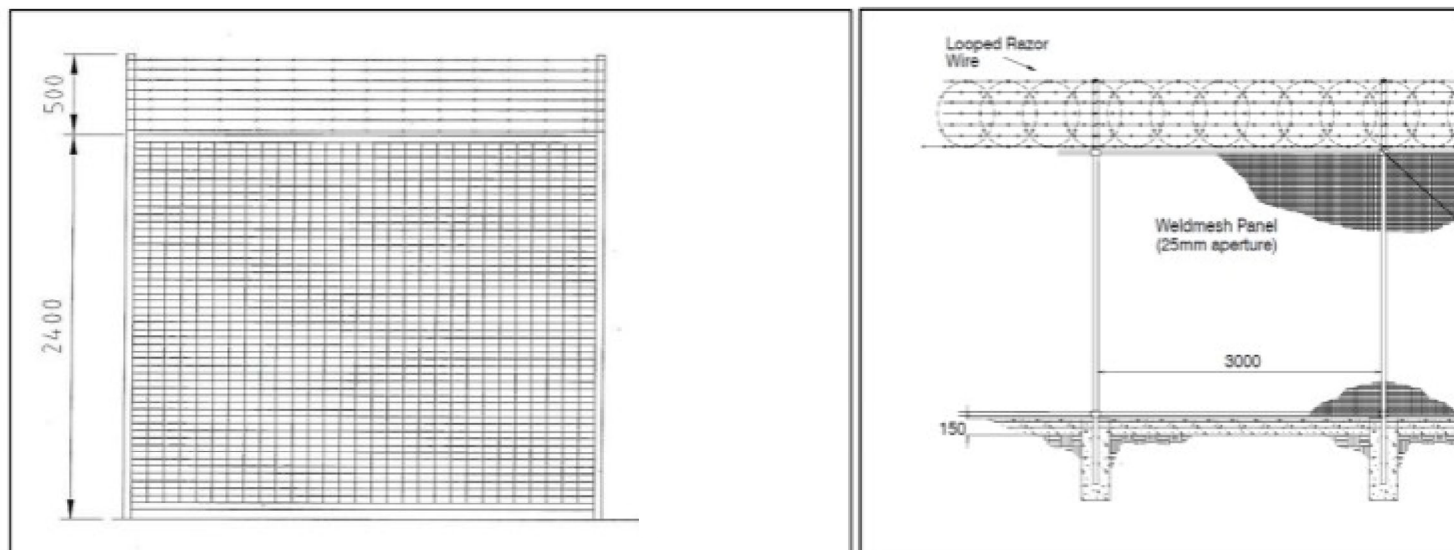 500
2400
Looped Razor
Wire
Weldmesh Panel
(25mm aperture)
3000
150